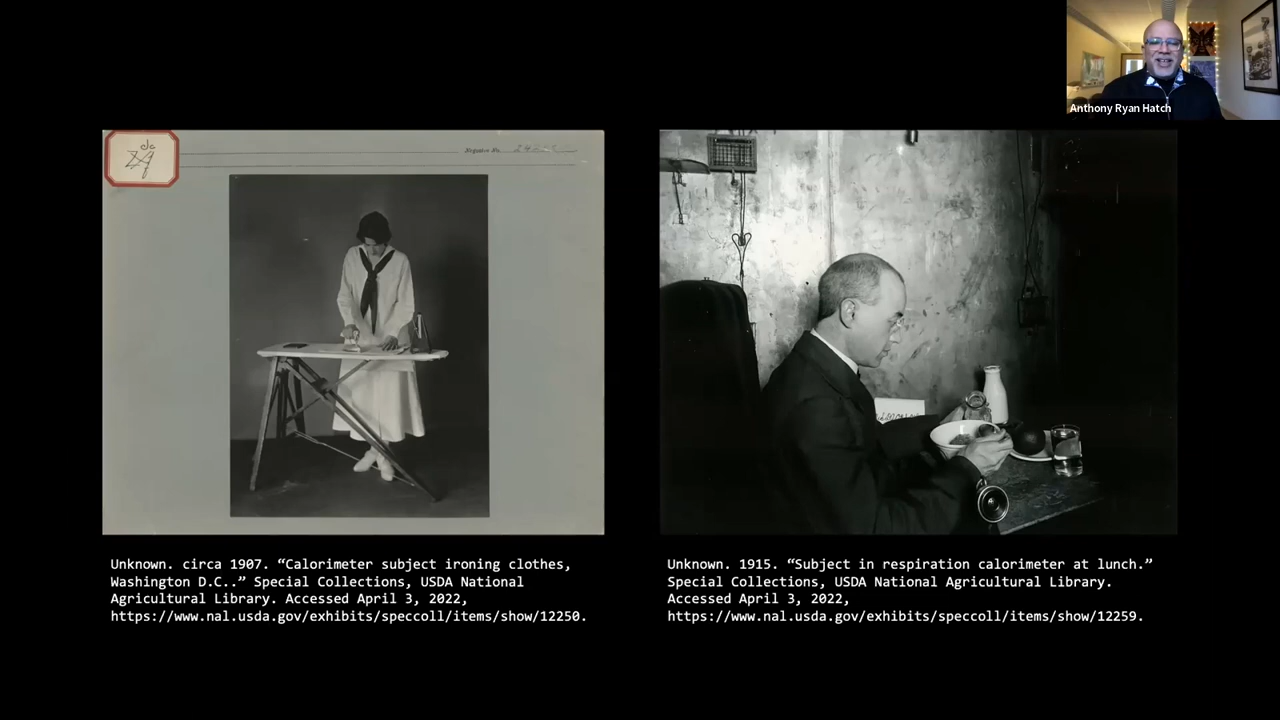 Anthony Ryan Hatch
Negative No.
Unknown. circa 1907. “Calorimeter subject ironing clothes,
Washington D.C..” Special Collections, USDA National
Agricultural Library. Accessed April 3, 2022,
https://www.nal.usda.gov/exhibits/speccoll/items/show/12250.
Unknown. 1915. “Subject in respiration calorimeter at lunch.”
Special Collections, USDA National Agricultural Library.
Accessed April 3, 2022,
https://www.nal.usda.gov/exhibits/speccoll/items/show/12259.